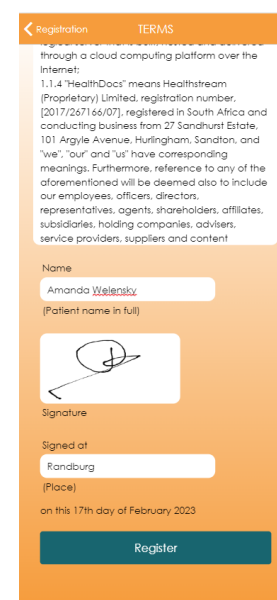 Registration TERMS
through a cloud computing platform over the
Internet;
1.1.4 "HealthDocs" means Healthstream
(Proprietary) Limited, registration number,
[2017/267166/07], registered in South Africa and
conducting business from 27 Sandhurst Estate,
101 Argyle Avenue, Hurlingham, Sandton, and
"we", "our" and "us" have corresponding
meanings. Furthermore, reference to any of the
aforementioned will be deemed also to include
our employees, officers, directors,
representatives, agents, shareholders, affiliates,
subsidiaries, holding companies, advisers,
service providers, suppliers and content
Name
Amanda Welensky
(Patient name in full)
Signature
Signed at
Randburg
(Place)
on this 17th day of February 2023
Register